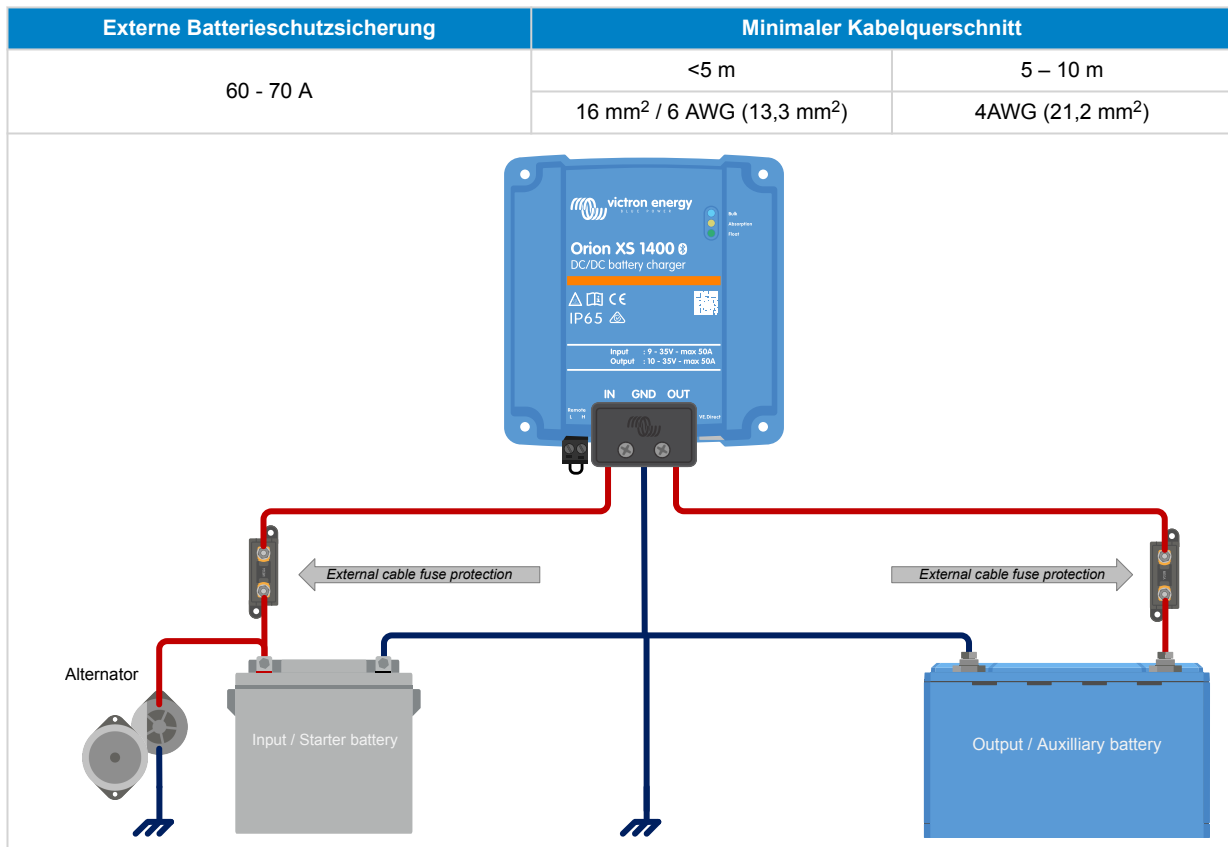 Externe Batterieschutzsicherung
Minimaler Kabelquerschnitt
60 - 70 A
<5 m
5 – 10 m
16 mm² / 6 AWG (13,3 mm²)
4AWG (21,2 mm²)
victron energy
BLUE POWER
Bulk
Absorption
Float
Orion XS 1400
DC/DC battery charger
CE
IP65
Input : 9 - 35V - max 50A
Output : 10 - 35V - max 50A
IN GND OUT
Remote
L H
VE.Direct
External cable fuse protection
External cable fuse protection
Alternator
Input / Starter battery
Output / Auxilliary battery